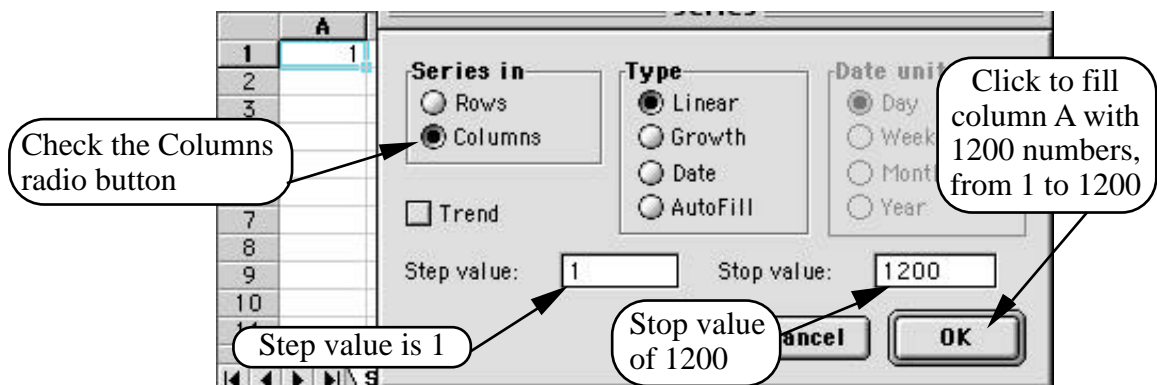 Series
A
1 1
2
3
7
8
9
10
Series in
Rows
Columns
Trend
Type
Linear
Growth
Date
AutoFill
Day
Year
Step value: 1
Stop value: 1200
OK
Check the Columns
radio button
Click to fill
column A with
1200 numbers,
from 1 to 1200
Step value is 1
Stop value
of 1200